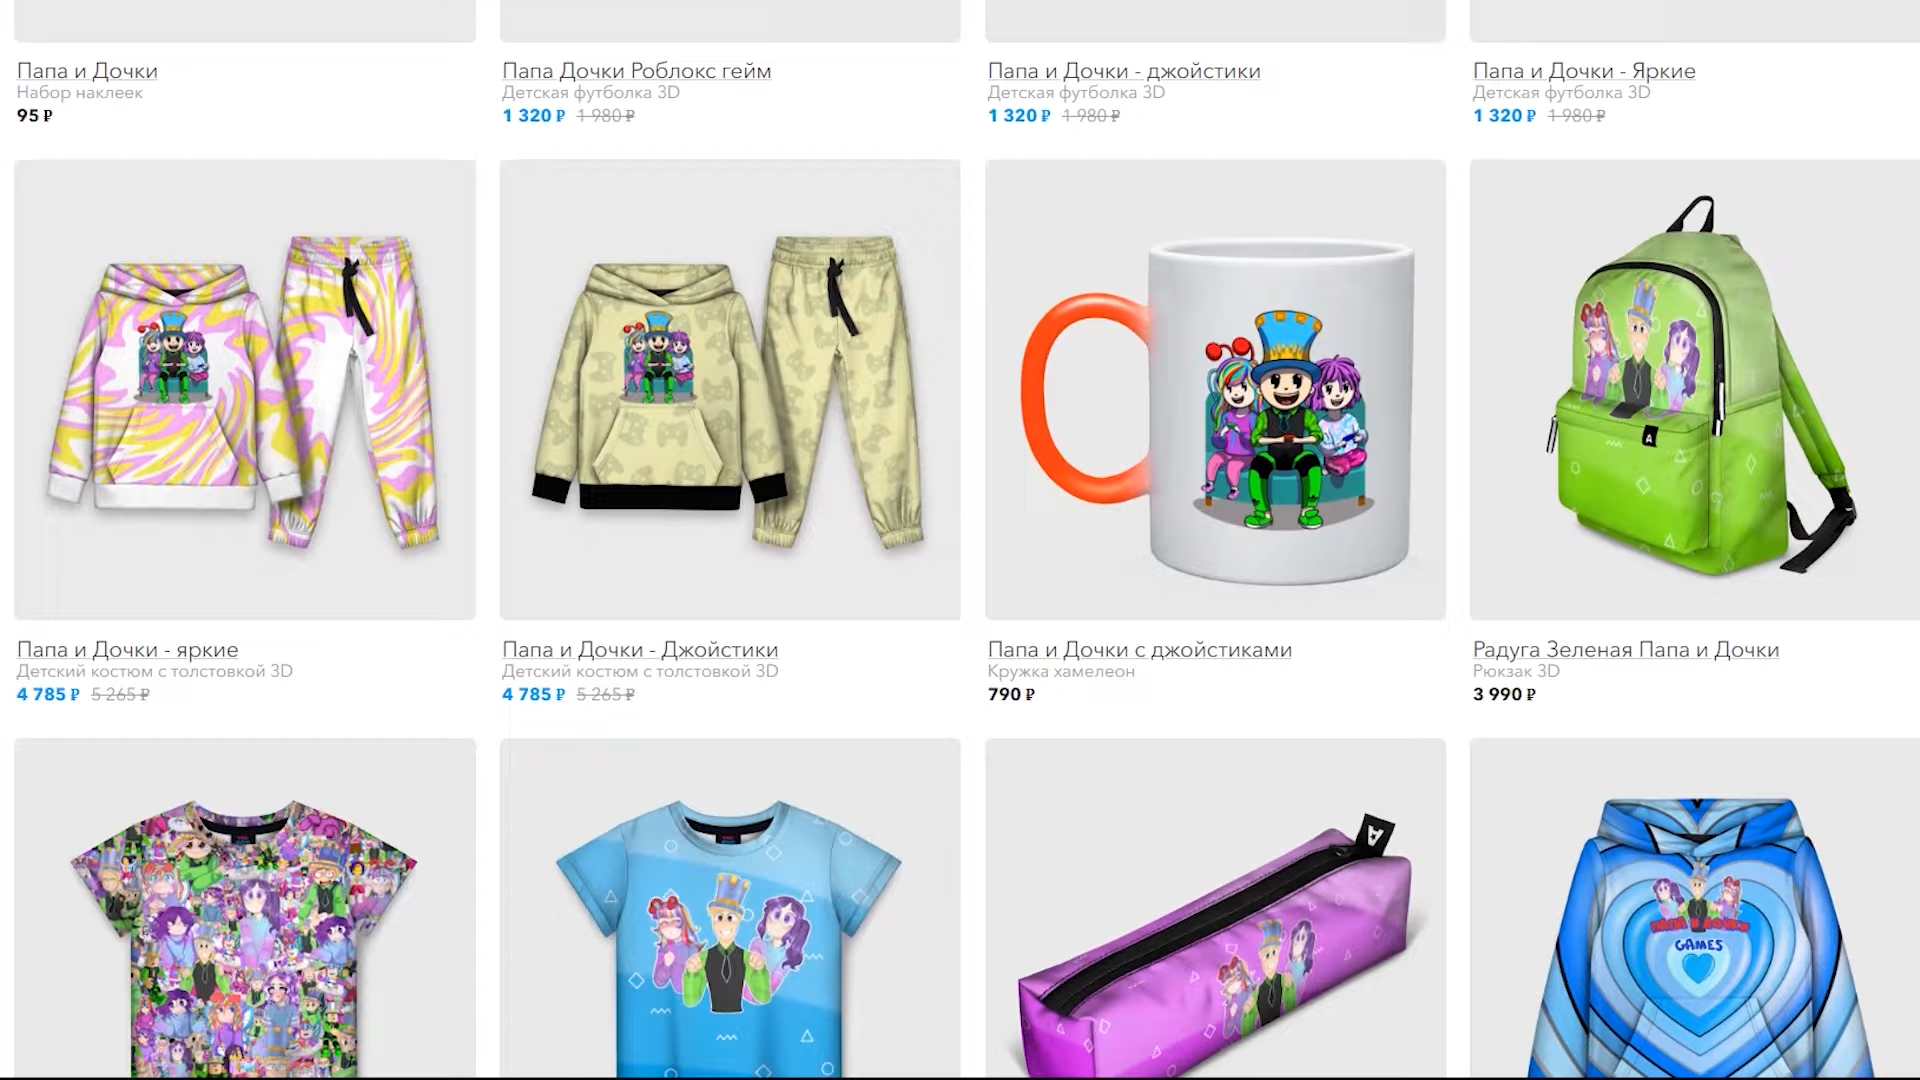 Папа и Дочки
Набор наклеек
95 ₽
Папа Дочки Роблокс гейм
Детская футболка 3D
1 320 ₽ 1 980 ₽
Папа и Дочки - джойстики
Детская футболка 3D
1 320 ₽ 1 980 ₽
Папа и Дочки - Яркие
Детская футболка 3D
1 320 ₽ 1 980 ₽
Папа и Дочки - яркие
Детский костюм с толстовкой 3D
4 785 ₽ 5 265 ₽
Папа и Дочки - Джойстики
Детский костюм с толстовкой 3D
4 785 ₽ 5 265 ₽
Папа и Дочки с джойстиками
Кружка хамелеон
790 ₽
Радуга Зеленая Папа и Дочки
Рюкзак 3D
3 990 ₽
ПАПА И ДОЧКИ
GAMES